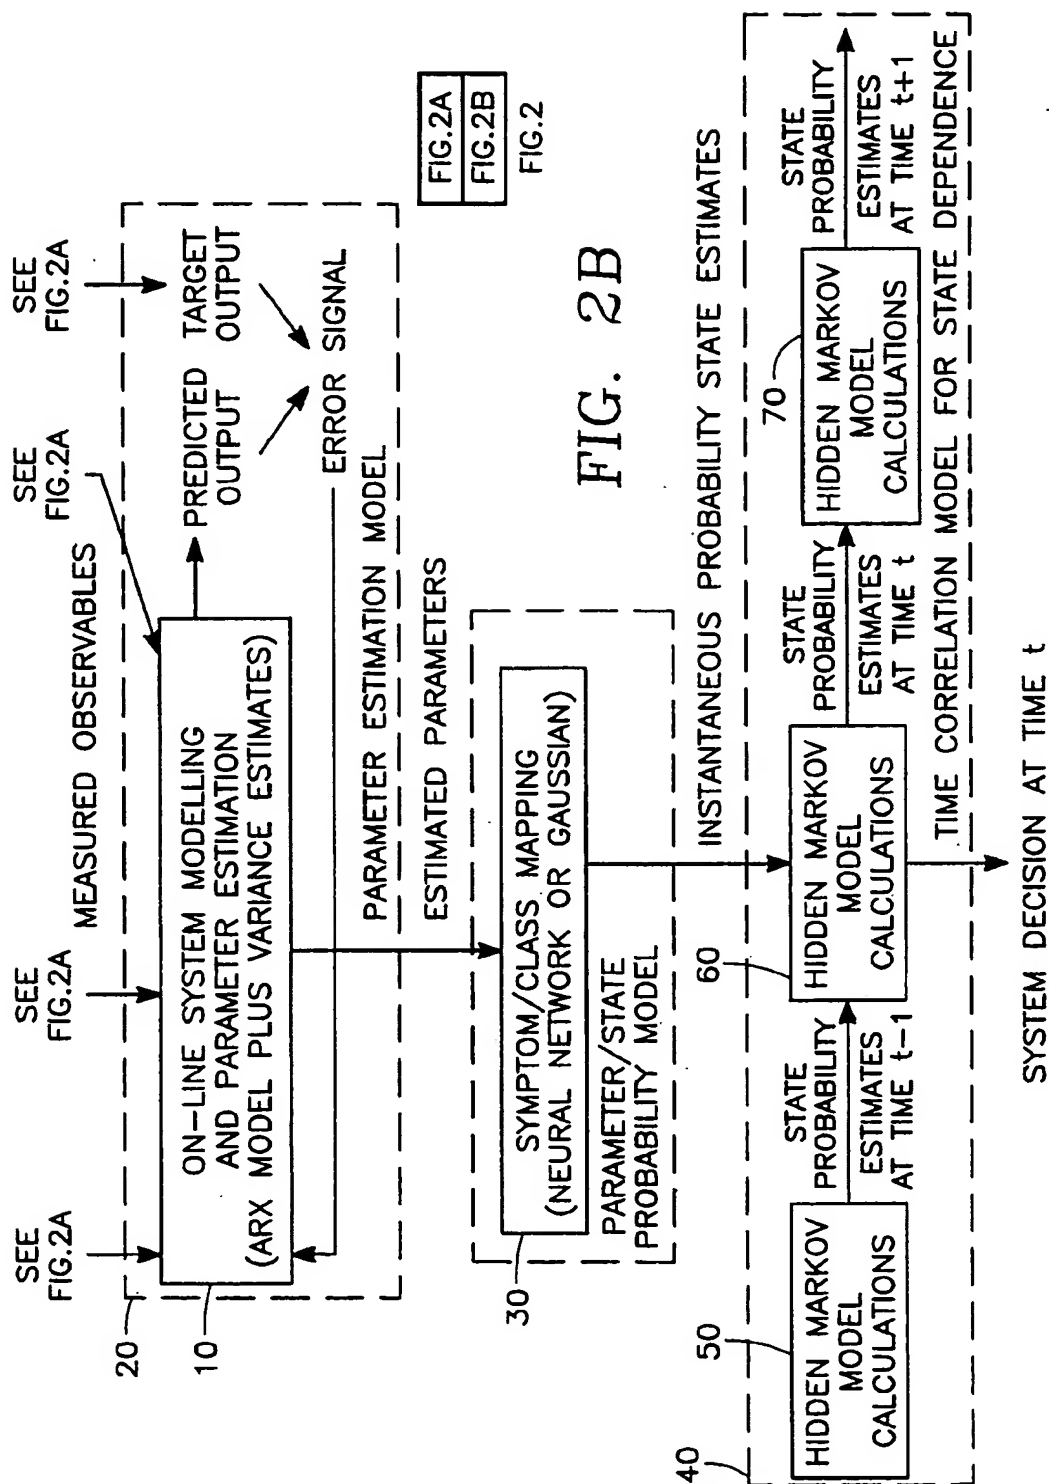 SEE
FIG.2A
SEE
FIG.2A
SEE
FIG.2A
SEE
FIG.2A
MEASURED OBSERVABLES
20
10
ON-LINE SYSTEM MODELLING
AND PARAMETER ESTIMATION
(ARX MODEL PLUS VARIANCE ESTIMATES)
PREDICTED
OUTPUT
TARGET
OUTPUT
ERROR SIGNAL
PARAMETER ESTIMATION MODEL
ESTIMATED PARAMETERS
FIG.2A
FIG.2B
FIG.2
30
SYMPTOM/CLASS MAPPING
(NEURAL NETWORK OR GAUSSIAN)
PARAMETER/STATE
PROBABILITY MODEL
FIG. 2B
INSTANTANEOUS PROBABILITY STATE ESTIMATES
40
50
HIDDEN MARKOV
MODEL
CALCULATIONS
STATE
PROBABILITY
ESTIMATES
AT TIME t-1
60
HIDDEN MARKOV
MODEL
CALCULATIONS
STATE
PROBABILITY
ESTIMATES
AT TIME t
70
HIDDEN MARKOV
MODEL
CALCULATIONS
STATE
PROBABILITY
ESTIMATES
AT TIME t+1
TIME CORRELATION MODEL FOR STATE DEPENDENCE
SYSTEM DECISION AT TIME t